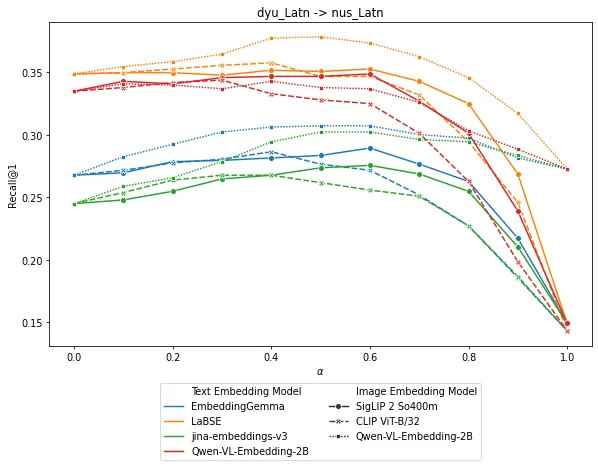 dyu_Latn -> nus_Latn
Recall@1
0.35
0.30
0.25
0.20
0.15
0.0
0.2
0.4
0.6
0.8
1.0
α
Text Embedding Model
EmbeddingGemma
LaBSE
jina-embeddings-v3
Qwen-VL-Embedding-2B
Image Embedding Model
SigLIP 2 So400m
CLIP ViT-B/32
Qwen-VL-Embedding-2B